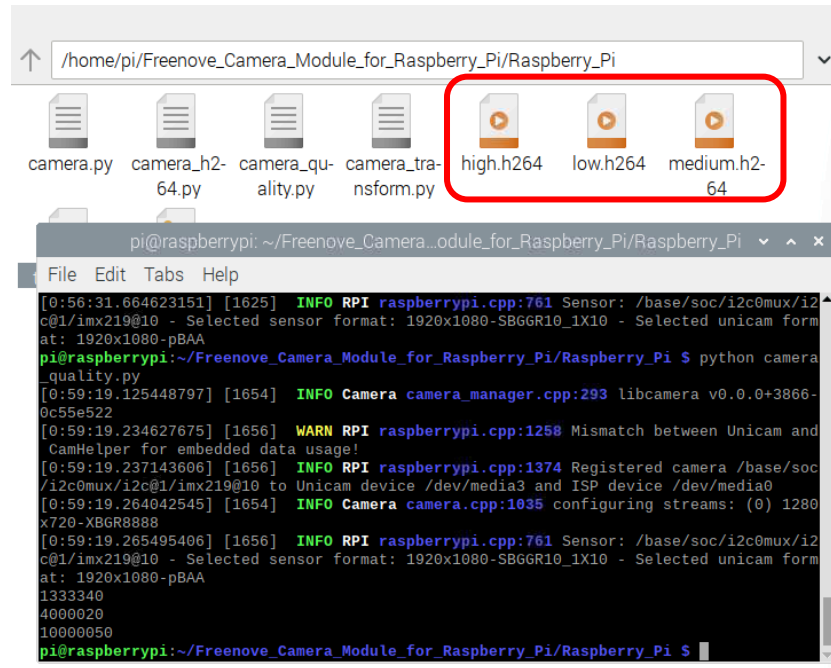 /home/pi/Freenove_Camera_Module_for_Raspberry_Pi/Raspberry_Pi
camera.py camera_h2- camera_qu- camera_tra- high.h264 low.h264 medium.h2-
64.py ality.py nsform.py 64
pi@raspberrypi: ~/Freenove_Camera...odule_for_Raspberry_Pi/Raspberry_Pi
File Edit Tabs Help
[0:56:31.664623151] [1625] INFO RPI raspberrypi.cpp:761 Sensor: /base/soc/i2c0mux/i2
c@1/imx219@10 - Selected sensor format: 1920x1080-SBGGR10_1X10 - Selected unicam form
at: 1920x1080-pBAA
pi@raspberrypi:~/Freenove_Camera_Module_for_Raspberry_Pi/Raspberry_Pi $ python camera
_quality.py
[0:59:19.125448797] [1654] INFO Camera camera_manager.cpp:293 libcamera v0.0.0+3866-
0c55e522
[0:59:19.234627675] [1656] WARN RPI raspberrypi.cpp:1258 Mismatch between Unicam and
CamHelper for embedded data usage!
[0:59:19.237143606] [1656] INFO RPI raspberrypi.cpp:1374 Registered camera /base/soc
/i2c0mux/i2c@1/imx219@10 to Unicam device /dev/media3 and ISP device /dev/media0
[0:59:19.264042545] [1654] INFO Camera camera.cpp:1035 configuring streams: (0) 1280
x720-XBGR8888
[0:59:19.265495406] [1656] INFO RPI raspberrypi.cpp:761 Sensor: /base/soc/i2c0mux/i2
c@1/imx219@10 - Selected sensor format: 1920x1080-SBGGR10_1X10 - Selected unicam form
at: 1920x1080-pBAA
1333340
4000020
10000050
pi@raspberrypi:~/Freenove_Camera_Module_for_Raspberry_Pi/Raspberry_Pi $